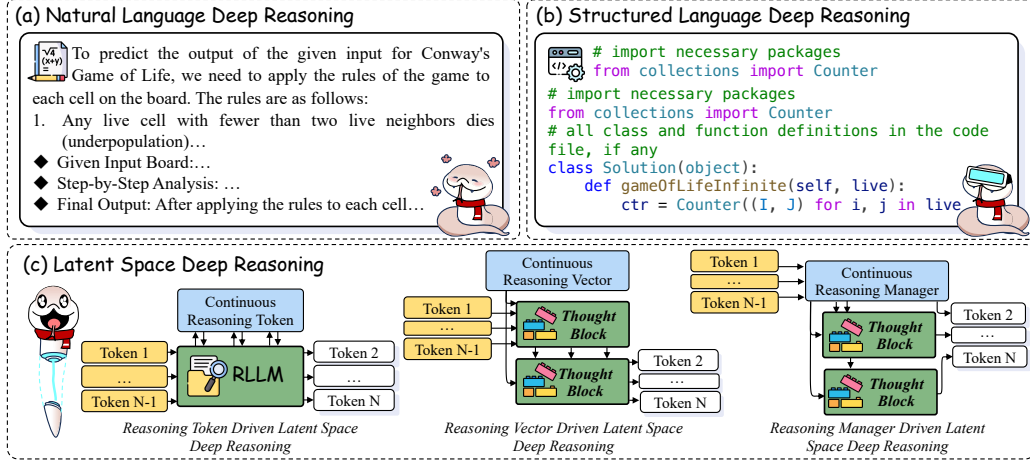 (a) Natural Language Deep Reasoning
√4
(x+y)
To predict the output of the given input for Conway's
Game of Life, we need to apply the rules of the game to
each cell on the board. The rules are as follows:
1. Any live cell with fewer than two live neighbors dies
(underpopulation)…
◆ Given Input Board:…
◆ Step-by-Step Analysis: …
◆ Final Output: After applying the rules to each cell…
(b) Structured Language Deep Reasoning
</>
# import necessary packages
from collections import Counter
# import necessary packages
from collections import Counter
# all class and function definitions in the code
file, if any
class Solution(object):
def gameOfLifeInfinite(self, live):
ctr = Counter((I, J) for i, j in live
(c) Latent Space Deep Reasoning
Continuous
Reasoning Token
Token 1
…
Token N-1
RLLM
Token 2
…
Token N
Reasoning Token Driven Latent Space
Deep Reasoning
Continuous
Reasoning Vector
Token 1
…
Token N-1
Thought
Block
Thought
Block
Token 2
…
Token N
Reasoning Vector Driven Latent Space
Deep Reasoning
Token 1
…
Token N-1
Continuous
Reasoning Manager
Thought
Block
Thought
Block
Token 2
…
Token N
Reasoning Manager Driven Latent
Space Deep Reasoning